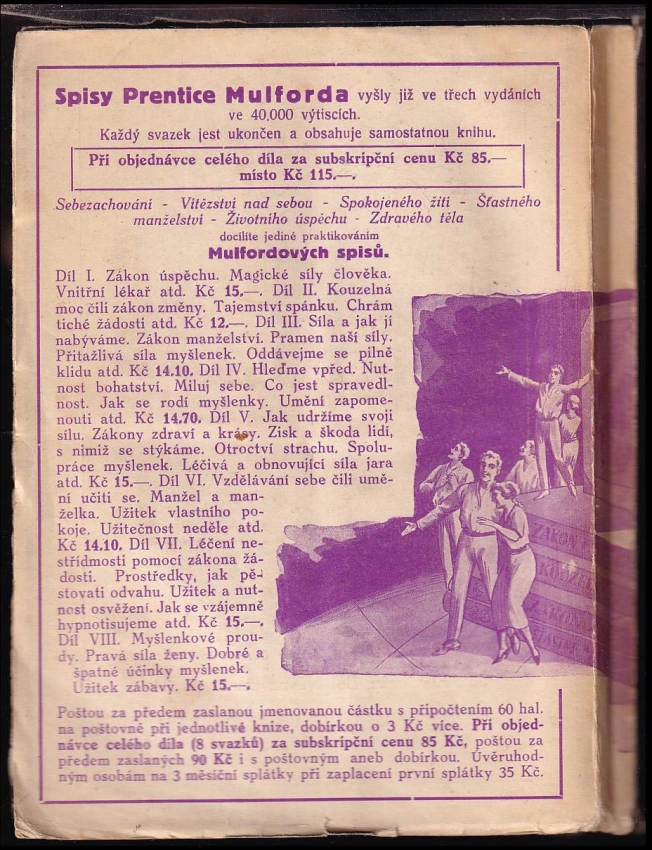 Spisy Prentice Mulforda vyšly již ve třech vydáních
ve 40,000 výtiscích.
Každý svazek jest ukončen a obsahuje samostatnou knihu.
Při objednávce celého díla za subskripční cenu Kč 85.—
místo Kč 115.—.
Sebezachování - Vítězství nad sebou - Spokojeného žití - Šťastného
manželství - Životního úspěchu - Zdravého těla
docílíte jedině praktikováním
Mulfordových spisů.
Díl I. Zákon úspěchu. Magické síly člověka.
Vnitřní lékař atd. Kč 15.—. Díl II. Kouzelná
moc čili zákon změny. Tajemství spánku. Chrám
tiché žádosti atd. Kč 12.—. Díl III. Síla a jak jí
nabýváme. Zákon manželství. Pramen naší síly.
Přitažlivá síla myšlenek. Oddávejme se pilně
klidu atd. Kč 14.10. Díl IV. Hleďme vpřed. Nut-
nost bohatství. Miluj sebe. Co jest spravedl-
nost. Jak se rodí myšlenky. Umění zapome-
nouti atd. Kč 14.70. Díl V. Jak udržíme svoji
sílu. Zákony zdraví a krásy. Zisk a škoda lidí,
s nimiž se stýkáme. Otroctví strachu. Spolu-
práce myšlenek. Léčivá a obnovující síla jara
atd. Kč 15.—. Díl VI. Vzdělávání sebe čili umě-
ní učiti se. Manžel a man-
želka. Užitek vlastního po-
koje. Užitečnost neděle atd.
Kč 14.10. Díl VII. Léčení ne-
střídmosti pomocí zákona žá-
dosti. Prostředky, jak pě-
stovati odvahu. Užitek a nut-
nost osvěžení. Jak se vzájemně
hypnotisujeme atd. Kč 15.—.
Díl VIII. Myšlenkové prou-
dy. Pravá síla ženy. Dobré a
špatné účinky myšlenek.
Užitek zábavy. Kč 15.—.
ZÁKON
KOUZEL
ZÁKON
Poštou za předem zaslanou jmenovanou částku s připočtením 60 hal.
na poštovné při jednotlivé knize, dobírkou o 3 Kč více. Při objed-
návce celého díla (8 svazků) za subskripční cenu 85 Kč, poštou za
předem zaslaných 90 Kč i s poštovným aneb dobírkou. Úvěruhod-
ným osobám na 3 měsíční splátky při zaplacení první splátky 35 Kč.